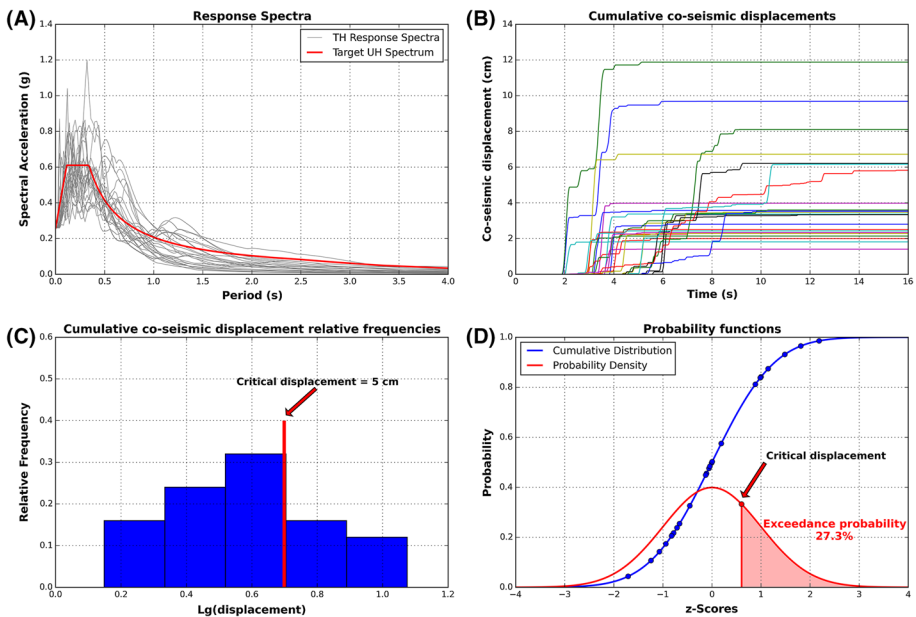 (A)
Response Spectra
TH Response Spectra
Target UH Spectrum
Spectral Acceleration (g)
1.4
1.2
1.0
0.8
0.6
0.4
0.2
0.0
0.0 0.5 1.0 1.5 2.0 2.5 3.0 3.5 4.0
Period (s)
(B)
Cumulative co-seismic displacements
Co-seismic displacement (cm)
14
12
10
8
6
4
2
0
0 2 4 6 8 10 12 14 16
Time (s)
(C)
Cumulative co-seismic displacement relative frequencies
Critical displacement = 5 cm
Relative Frequency
0.6
0.5
0.4
0.3
0.2
0.1
0.0
0.0 0.2 0.4 0.6 0.8 1.0 1.2
Lg(displacement)
(D)
Probability functions
Cumulative Distribution
Probability Density
Critical displacement
Exceedance probability
27.3%
Probability
1.0
0.8
0.6
0.4
0.2
0.0
−4 −3 −2 −1 0 1 2 3 4
z-Scores